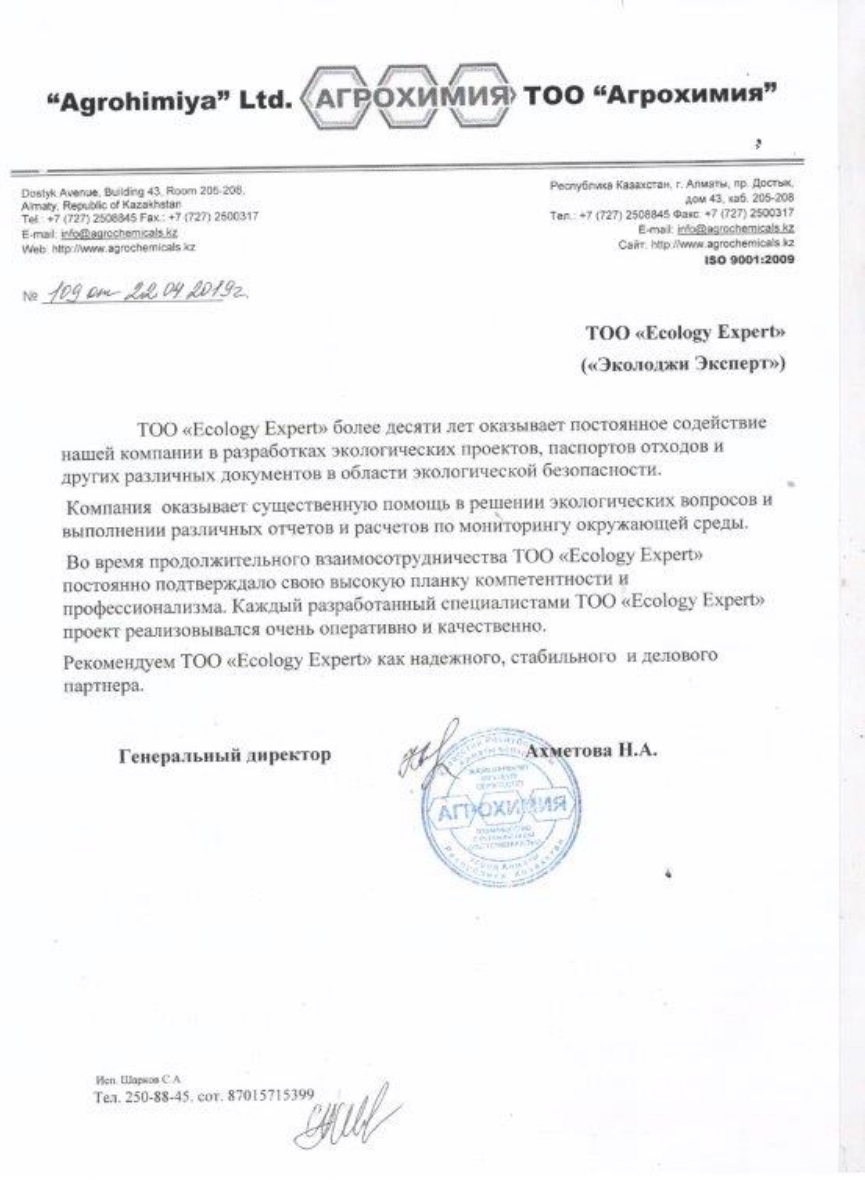 “Agrohimiya” Ltd. АГРОХИМИЯ ТОО “Агрохимия”
Dostyk Avenue, Building 43, Room 205-208,
Almaty, Republic of Kazakhstan
Tel.: +7 (727) 2508845 Fax.: +7 (727) 2500317
E-mail: info@agrochemicals.kz
Web: http://www.agrochemicals.kz
Республика Казахстан, г. Алматы, пр. Достык,
дом 43, каб. 205-208
Тел.: +7 (727) 2508845 Факс: +7 (727) 2500317
E-mail: info@agrochemicals.kz
Сайт: http://www.agrochemicals.kz
ISO 9001:2009
№ 109 от 22.04.2019г.
ТОО «Ecology Expert»
(«Эколоджи Эксперт»)
ТОО «Ecology Expert» более десяти лет оказывает постоянное содействие
нашей компании в разработках экологических проектов, паспортов отходов и
других различных документов в области экологической безопасности.
Компания оказывает существенную помощь в решении экологических вопросов и
выполнении различных отчетов и расчетов по мониторингу окружающей среды.
Во время продолжительного взаимосотрудничества ТОО «Ecology Expert»
постоянно подтверждало свою высокую планку компетентности и
профессионализма. Каждый разработанный специалистами ТОО «Ecology Expert»
проект реализовывался очень оперативно и качественно.
Рекомендуем ТОО «Ecology Expert» как надежного, стабильного и делового
партнера.
Генеральный директор Ахметова Н.А.
АГРОХИМИЯ
город Алматы
Республика Казахстан
Исп. Шарков С.А.
Тел. 250-88-45. сот. 87015715399